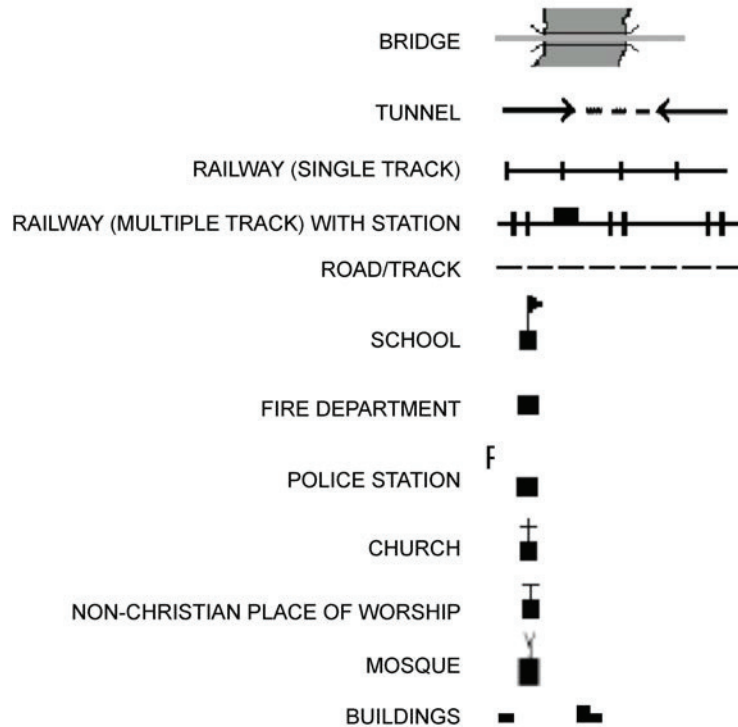 BRIDGE
TUNNEL
RAILWAY (SINGLE TRACK)
RAILWAY (MULTIPLE TRACK) WITH STATION
ROAD/TRACK
SCHOOL
FIRE DEPARTMENT
P
POLICE STATION
CHURCH
NON-CHRISTIAN PLACE OF WORSHIP
MOSQUE
BUILDINGS